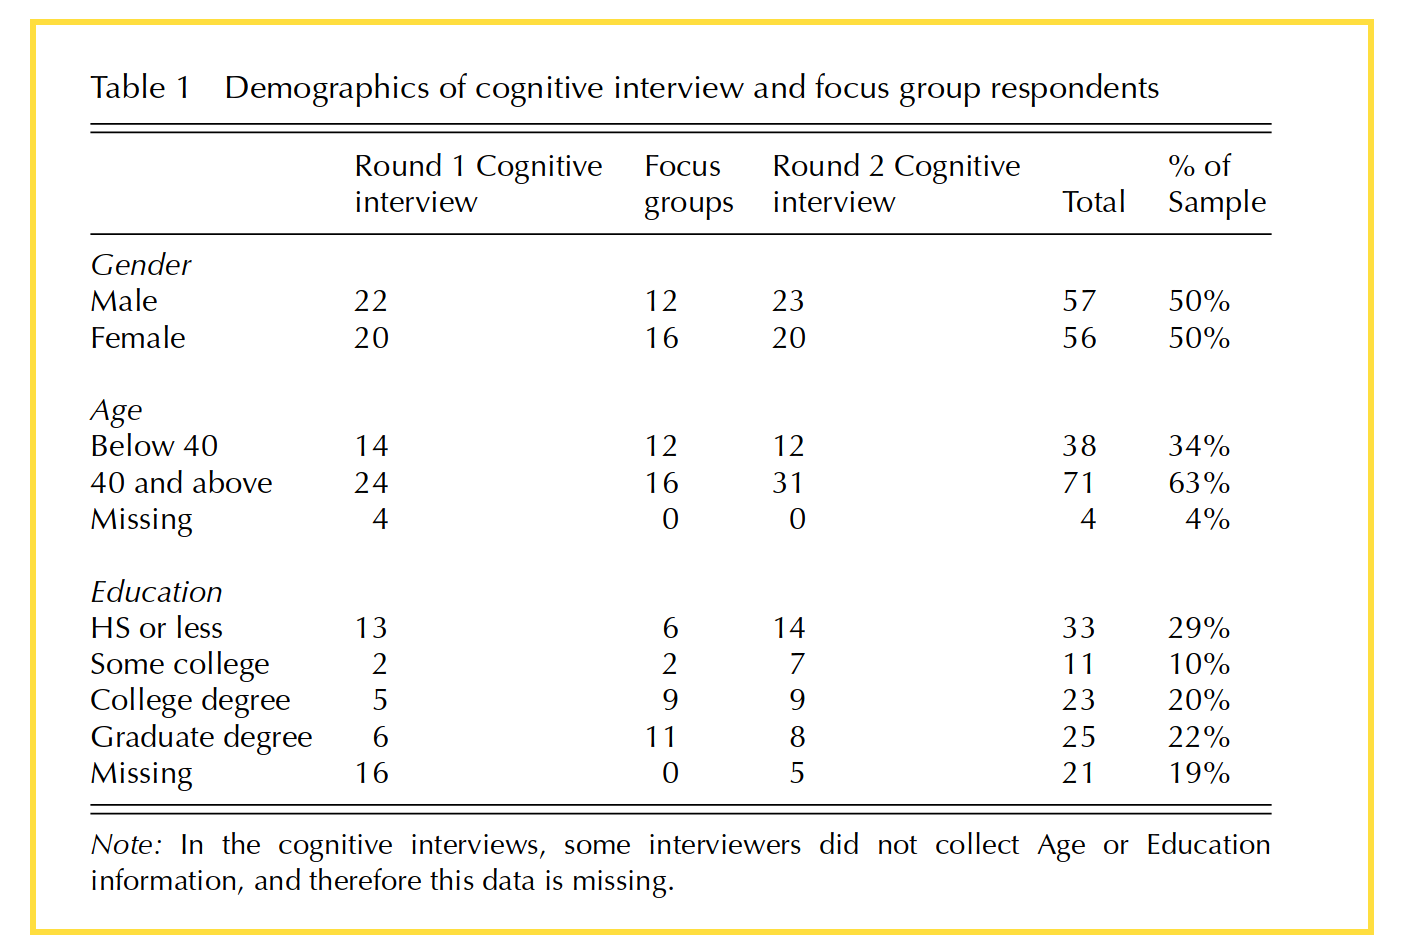 Table 1 Demographics of cognitive interview and focus group respondents
Round 1 Cognitive interview Focus groups Round 2 Cognitive interview Total % of Sample
Gender
Male 22 12 23 57 50%
Female 20 16 20 56 50%
Age
Below 40 14 12 12 38 34%
40 and above 24 16 31 71 63%
Missing 4 0 0 4 4%
Education
HS or less 13 6 14 33 29%
Some college 2 2 7 11 10%
College degree 5 9 9 23 20%
Graduate degree 6 11 8 25 22%
Missing 16 0 5 21 19%
Note: In the cognitive interviews, some interviewers did not collect Age or Education
information, and therefore this data is missing.